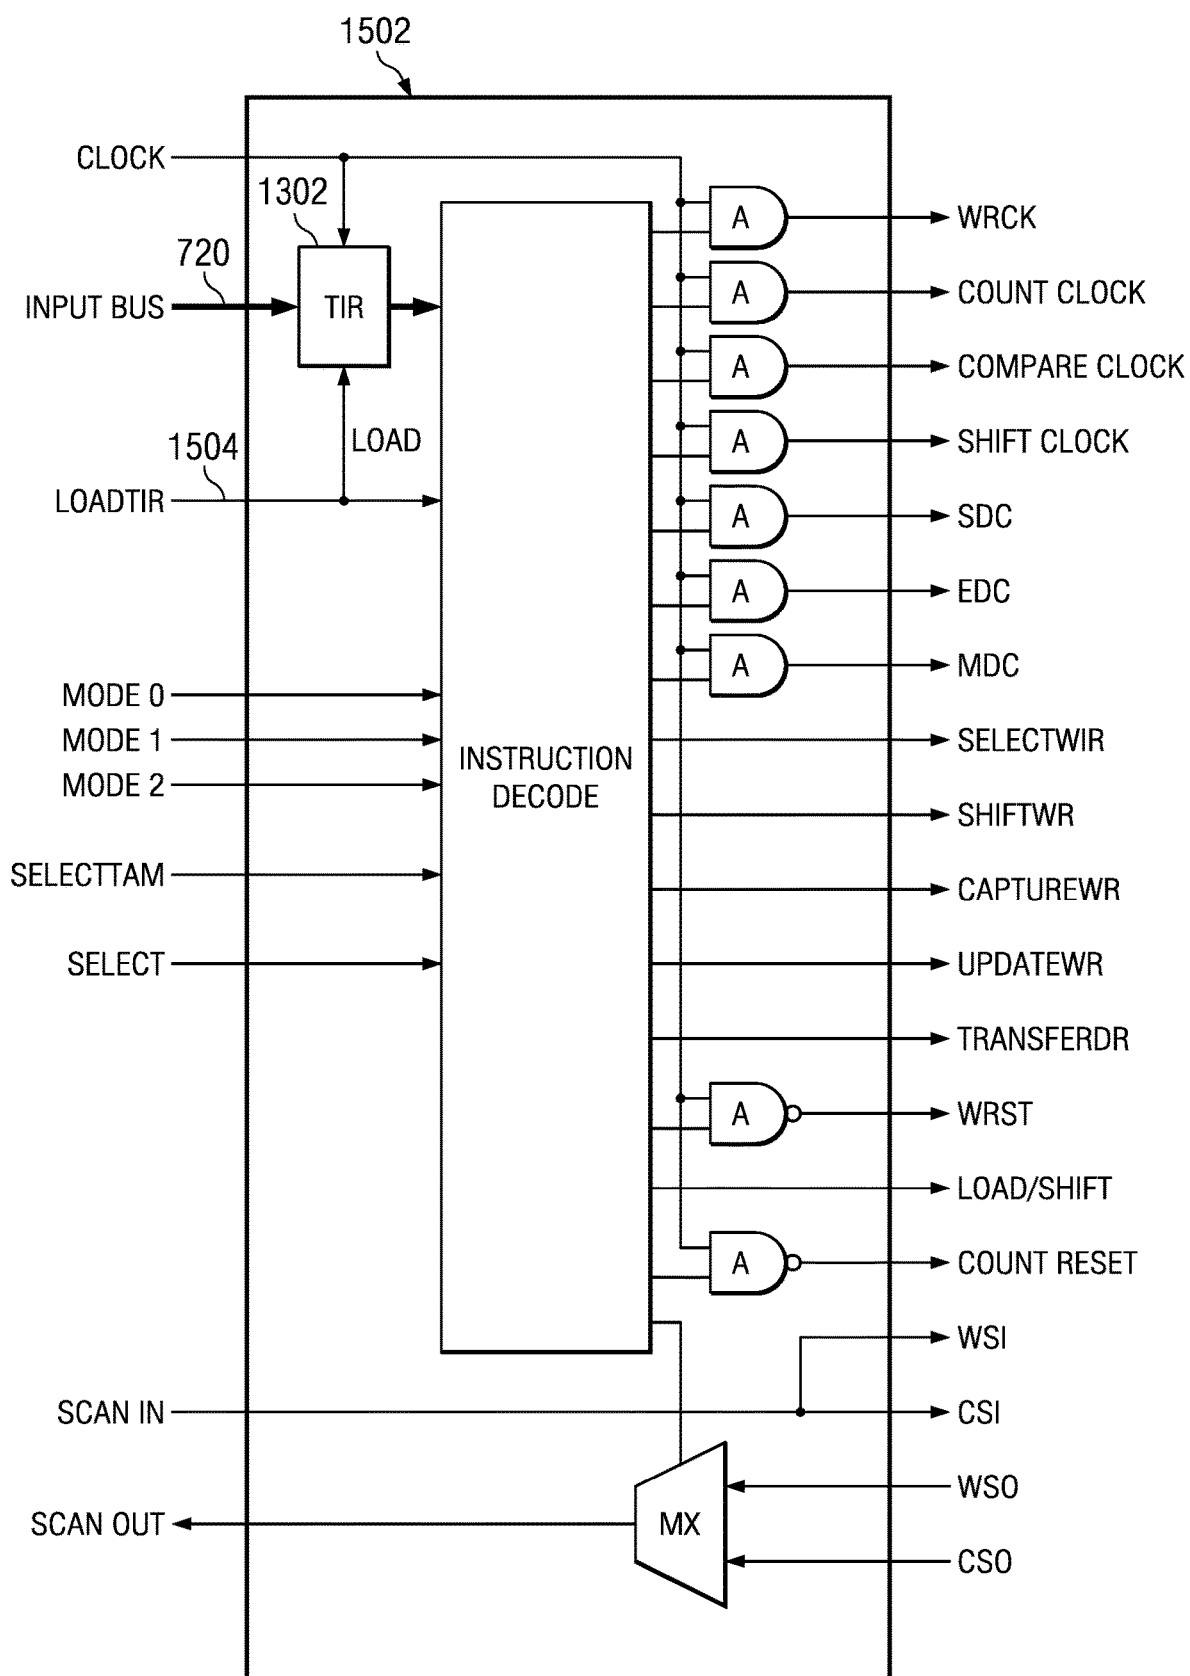 1502
CLOCK
1302
A
WRCK
720
INPUT BUS
TIR
A
COUNT CLOCK
A
COMPARE CLOCK
1504
LOAD
A
SHIFT CLOCK
LOADTIR
A
SDC
A
EDC
A
MDC
MODE 0
MODE 1
MODE 2
INSTRUCTION
DECODE
SELECTWIR
SHIFTWR
SELECTTAM
CAPTUREWR
SELECT
UPDATEWR
TRANSFERDR
A
WRST
LOAD/SHIFT
A
COUNT RESET
WSI
SCAN IN
CSI
WSO
SCAN OUT
MX
CSO